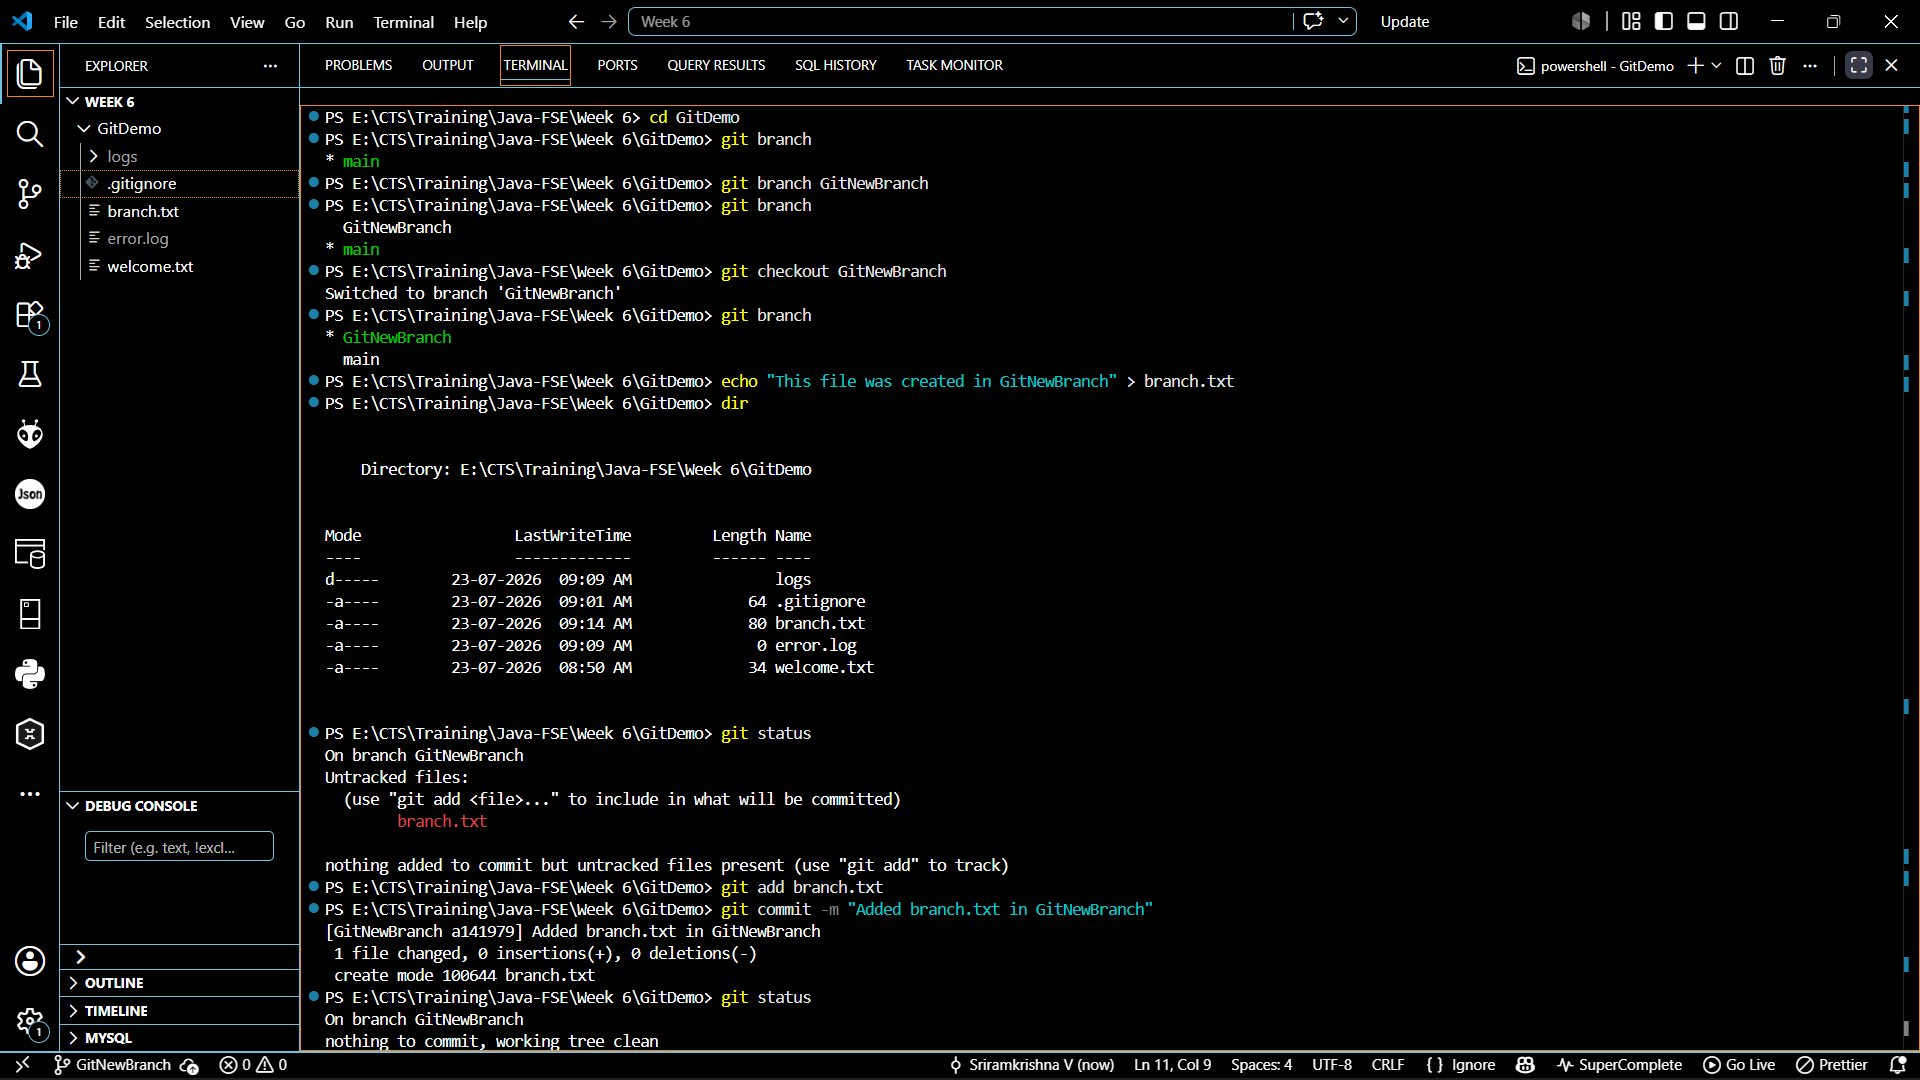 File Edit Selection View Go Run Terminal Help
Week 6
Update
EXPLORER
PROBLEMS OUTPUT TERMINAL PORTS QUERY RESULTS SQL HISTORY TASK MONITOR
powershell - GitDemo
WEEK 6
GitDemo
logs
.gitignore
branch.txt
error.log
welcome.txt
1
Json
DEBUG CONSOLE
Filter (e.g. text, !excl...
OUTLINE
TIMELINE
MYSQL
1
PS E:\CTS\Training\Java-FSE\Week 6> cd GitDemo
PS E:\CTS\Training\Java-FSE\Week 6\GitDemo> git branch
* main
PS E:\CTS\Training\Java-FSE\Week 6\GitDemo> git branch GitNewBranch
PS E:\CTS\Training\Java-FSE\Week 6\GitDemo> git branch
GitNewBranch
* main
PS E:\CTS\Training\Java-FSE\Week 6\GitDemo> git checkout GitNewBranch
Switched to branch 'GitNewBranch'
PS E:\CTS\Training\Java-FSE\Week 6\GitDemo> git branch
* GitNewBranch
main
PS E:\CTS\Training\Java-FSE\Week 6\GitDemo> echo "This file was created in GitNewBranch" > branch.txt
PS E:\CTS\Training\Java-FSE\Week 6\GitDemo> dir
Directory: E:\CTS\Training\Java-FSE\Week 6\GitDemo
Mode LastWriteTime Length Name
---- ------------- ------ ----
d----- 23-07-2026 09:09 AM logs
-a---- 23-07-2026 09:01 AM 64 .gitignore
-a---- 23-07-2026 09:14 AM 80 branch.txt
-a---- 23-07-2026 09:09 AM 0 error.log
-a---- 23-07-2026 08:50 AM 34 welcome.txt
PS E:\CTS\Training\Java-FSE\Week 6\GitDemo> git status
On branch GitNewBranch
Untracked files:
(use "git add <file>..." to include in what will be committed)
branch.txt
nothing added to commit but untracked files present (use "git add" to track)
PS E:\CTS\Training\Java-FSE\Week 6\GitDemo> git add branch.txt
PS E:\CTS\Training\Java-FSE\Week 6\GitDemo> git commit -m "Added branch.txt in GitNewBranch"
[GitNewBranch a141979] Added branch.txt in GitNewBranch
1 file changed, 0 insertions(+), 0 deletions(-)
create mode 100644 branch.txt
PS E:\CTS\Training\Java-FSE\Week 6\GitDemo> git status
On branch GitNewBranch
nothing to commit, working tree clean
GitNewBranch 0 0 Sriramkrishna V (now) Ln 11, Col 9 Spaces: 4 UTF-8 CRLF { } Ignore SuperComplete Go Live Prettier